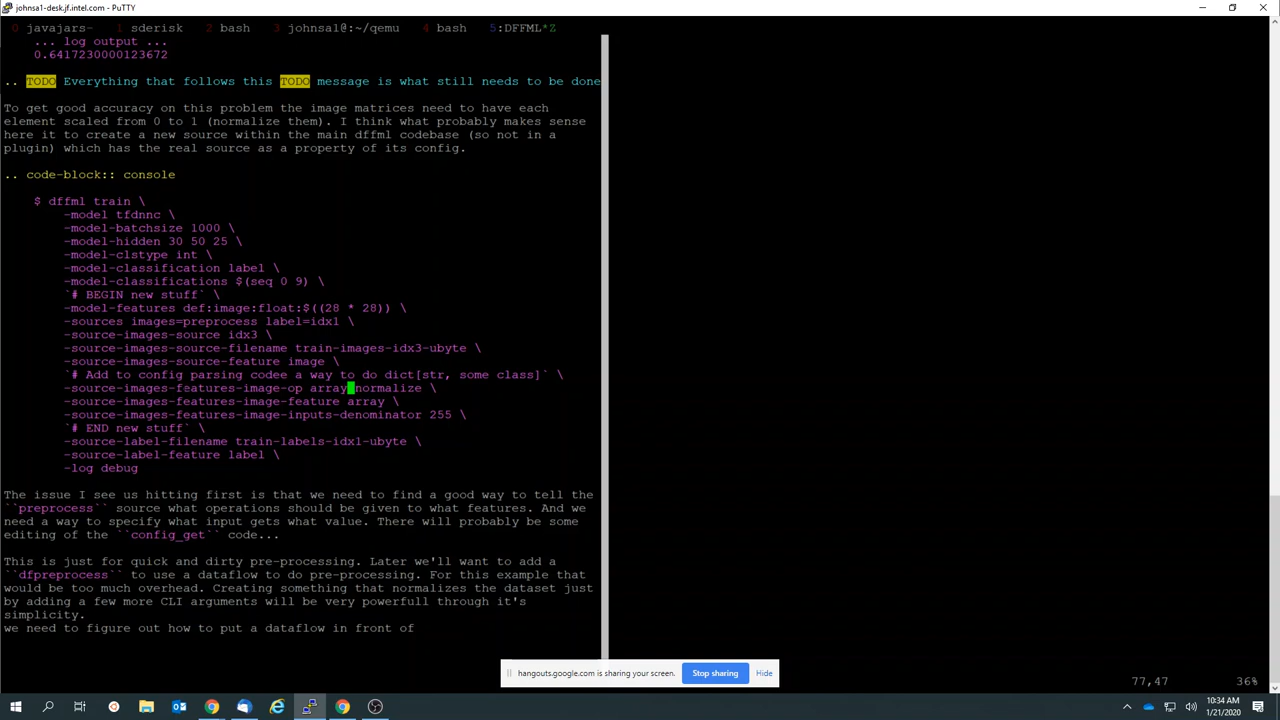 johnsa1-desk.jf.intel.com - PuTTY
0 javajars- 1 sderisk 2 bash 3 johnsa1@:~/qemu 4 bash 5:DFFML*Z
... log output ...
0.6417230000123672
.. TODO Everything that follows this TODO message is what still needs to be done
To get good accuracy on this problem the image matrices need to have each
element scaled from 0 to 1 (normalize them). I think what probably makes sense
here it to create a new source within the main dffml codebase (so not in a
plugin) which has the real source as a property of its config.
.. code-block:: console
$ dffml train \
-model tfdnnc \
-model-batchsize 1000 \
-model-hidden 30 50 25 \
-model-clstype int \
-model-classification label \
-model-classifications $(seq 0 9) \
`# BEGIN new stuff` \
-model-features def:image:float:$((28 * 28)) \
-sources images=preprocess label=idx1 \
-source-images-source idx3 \
-source-images-source-filename train-images-idx3-ubyte \
-source-images-source-feature image \
`# Add to config parsing codee a way to do dict[str, some class]` \
-source-images-features-image-op array normalize \
-source-images-features-image-feature array \
-source-images-features-image-inputs-denominator 255 \
`# END new stuff` \
-source-label-filename train-labels-idx1-ubyte \
-source-label-feature label \
-log debug
The issue I see us hitting first is that we need to find a good way to tell the
``preprocess`` source what operations should be given to what features. And we
need a way to specify what input gets what value. There will probably be some
editing of the ``config_get`` code...
This is just for quick and dirty pre-processing. Later we'll want to add a
``dfpreprocess`` to use a dataflow to do pre-processing. For this example that
would be too much overhead. Creating something that normalizes the dataset just
by adding a few more CLI arguments will be very powerfull through it's
simplicity.
we need to figure out how to put a dataflow in front of
hangouts.google.com is sharing your screen. Stop sharing Hide
77,47 36%
10:34 AM
1/21/2020